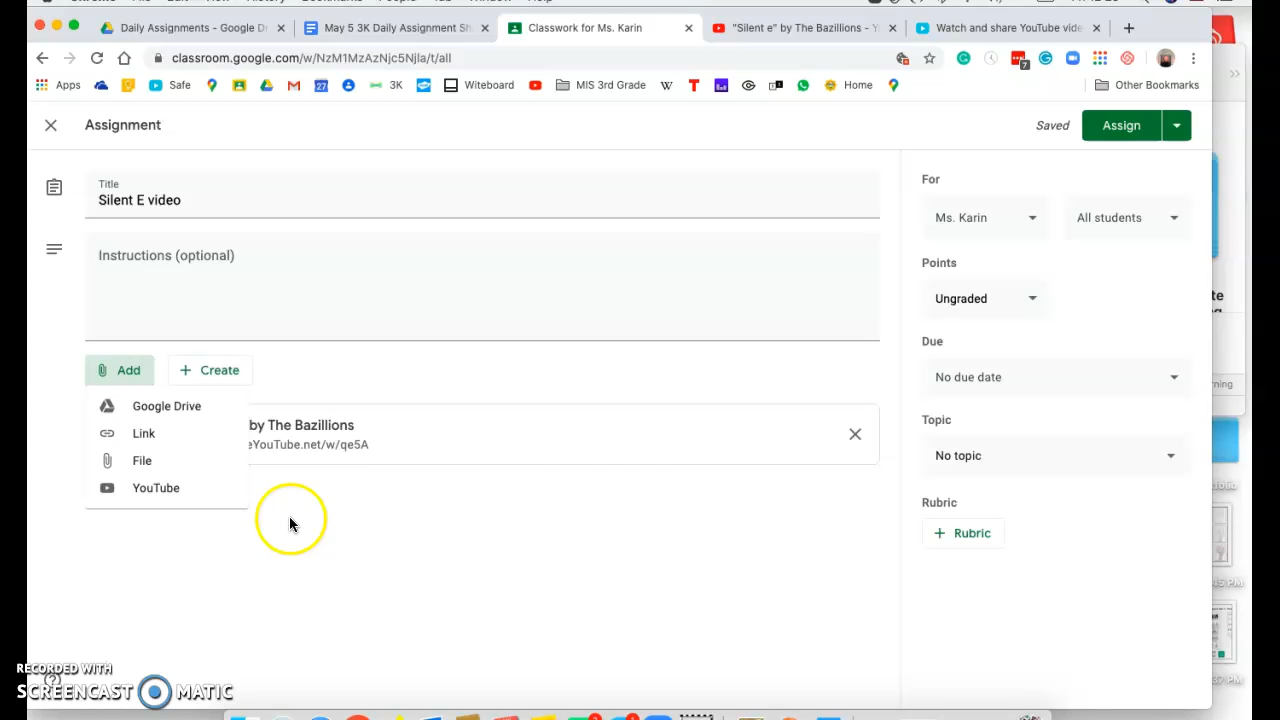 Daily Assignments - Google D
May 5 3K Daily Assignment Sh
Classwork for Ms. Karin
"Silent e" by The Bazillions - Y
Watch and share YouTube vide
classroom.google.com/w/NzM1MzAzNjc5Njla/t/all
7
Apps
Safe
27
3K
Witeboard
MIS 3rd Grade
Home
Other Bookmarks
Assignment
Saved
Assign
Title
Silent E video
Instructions (optional)
Add
Create
Google Drive
Link
File
YouTube
by The Bazillions
eYouTube.net/w/qe5A
For
Ms. Karin
All students
Points
Ungraded
Due
No due date
Topic
No topic
Rubric
Rubric
RECORDED WITH
SCREENCAST MATIC